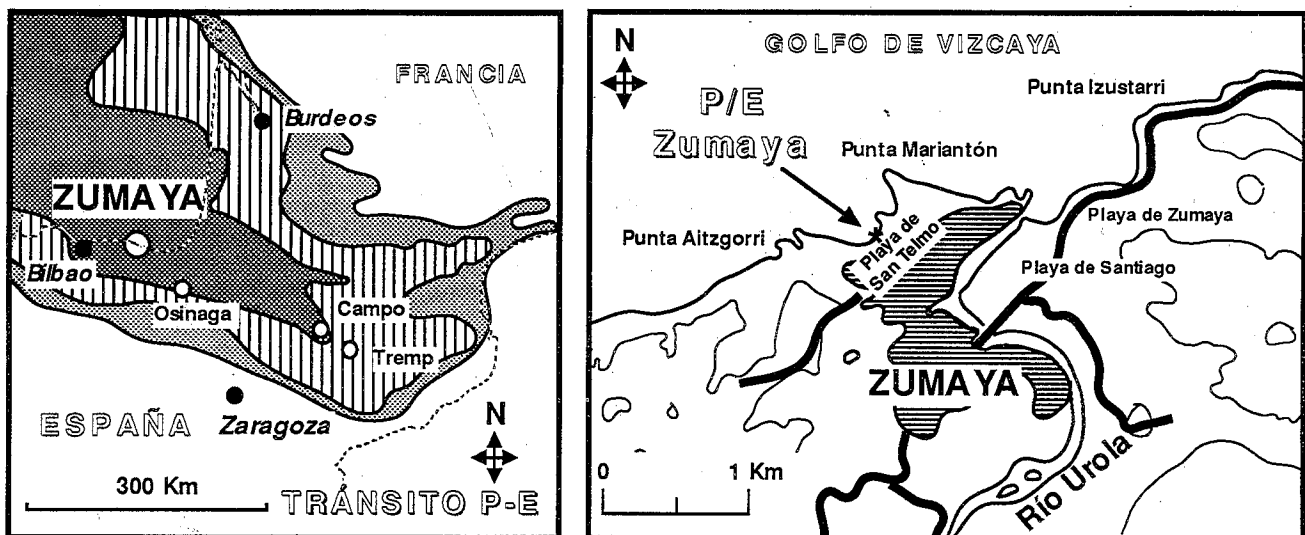 FRANCIA
Burdeos
ZUMAYA
Bilbao
Osinaga
Campo
Tremp
ESPAÑA
Zaragoza
N
300 Km
TRÁNSITO P-E
N
GOLFO DE VIZCAYA
P/E
Zumaya
Punta Izustarri
Punta Mariantón
Punta Aitzgorri
Playa de
San Telmo
Playa de Zumaya
Playa de Santiago
ZUMAYA
0 1 Km
Río Urola